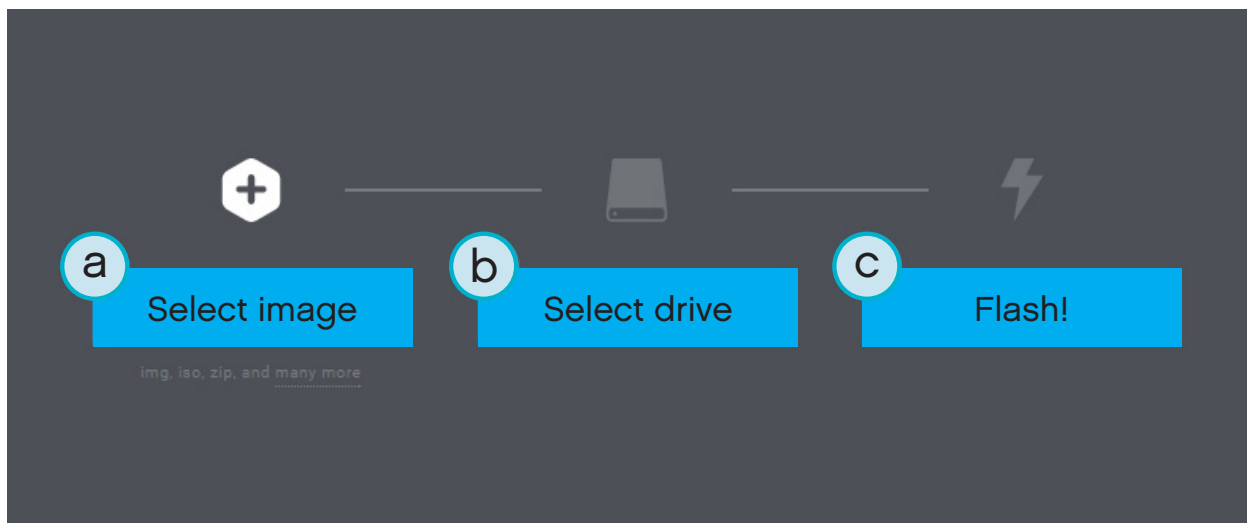 a
Select image
b
Select drive
c
Flash!
img, iso, zip, and many more